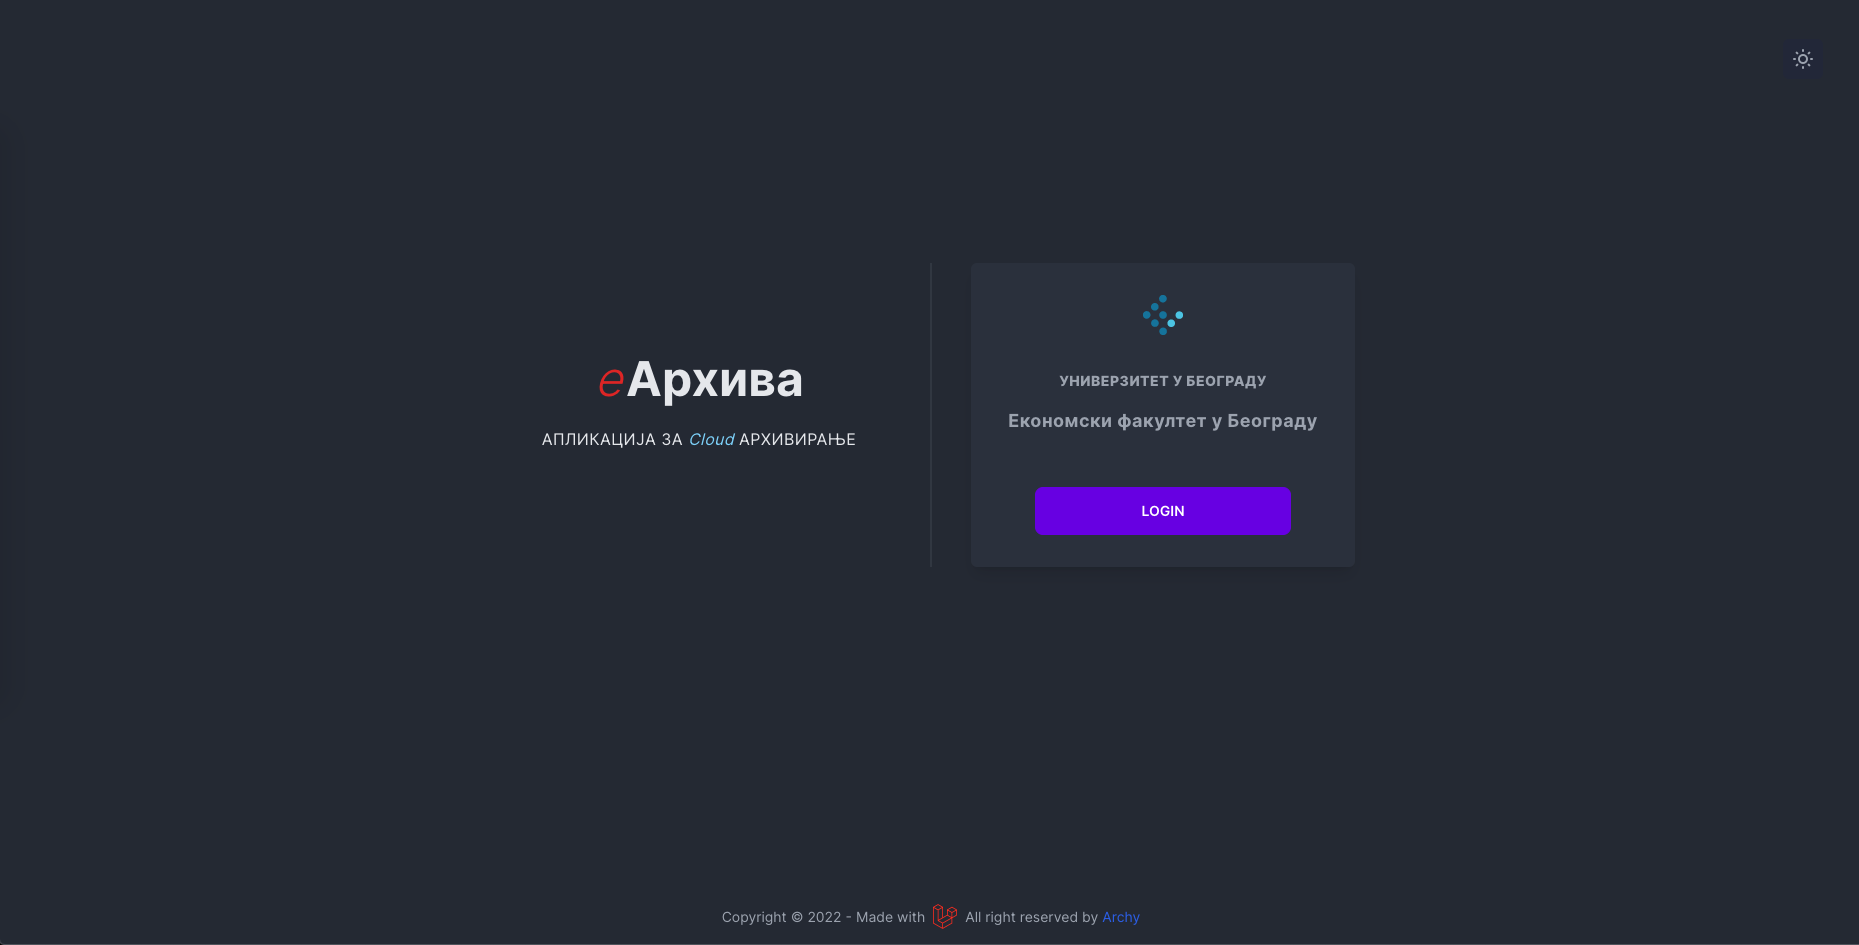 eАрхива
АПЛИКАЦИЈА ЗА Cloud АРХИВИРАЊЕ
УНИВЕРЗИТЕТ У БЕОГРАДУ
Економски факултет у Београду
LOGIN
Copyright © 2022 - Made with All right reserved by Archy